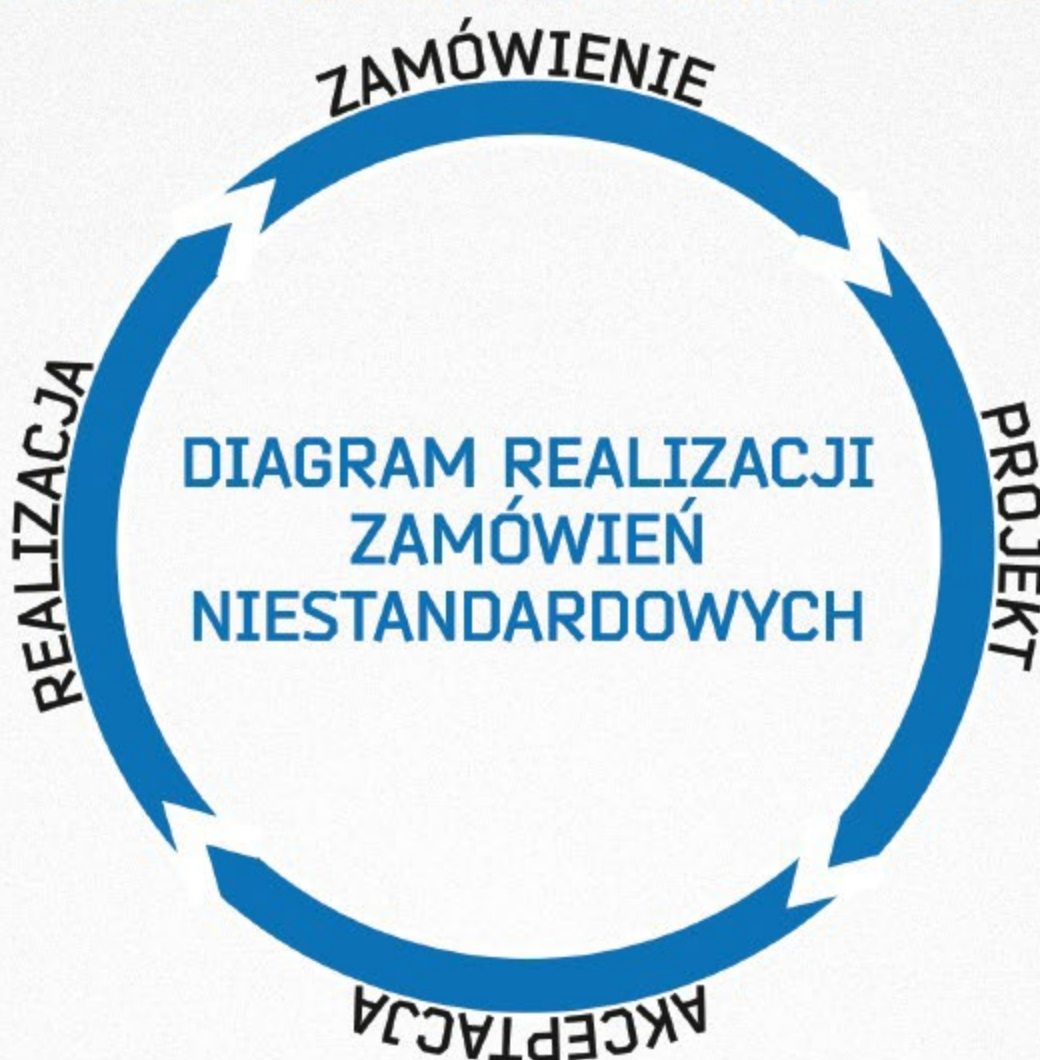 ZAMÓWIENIE
PROJEKT
AKCEPTACJA
REALIZACJA
DIAGRAM REALIZACJI
ZAMÓWIEŃ
NIESTANDARDOWYCH